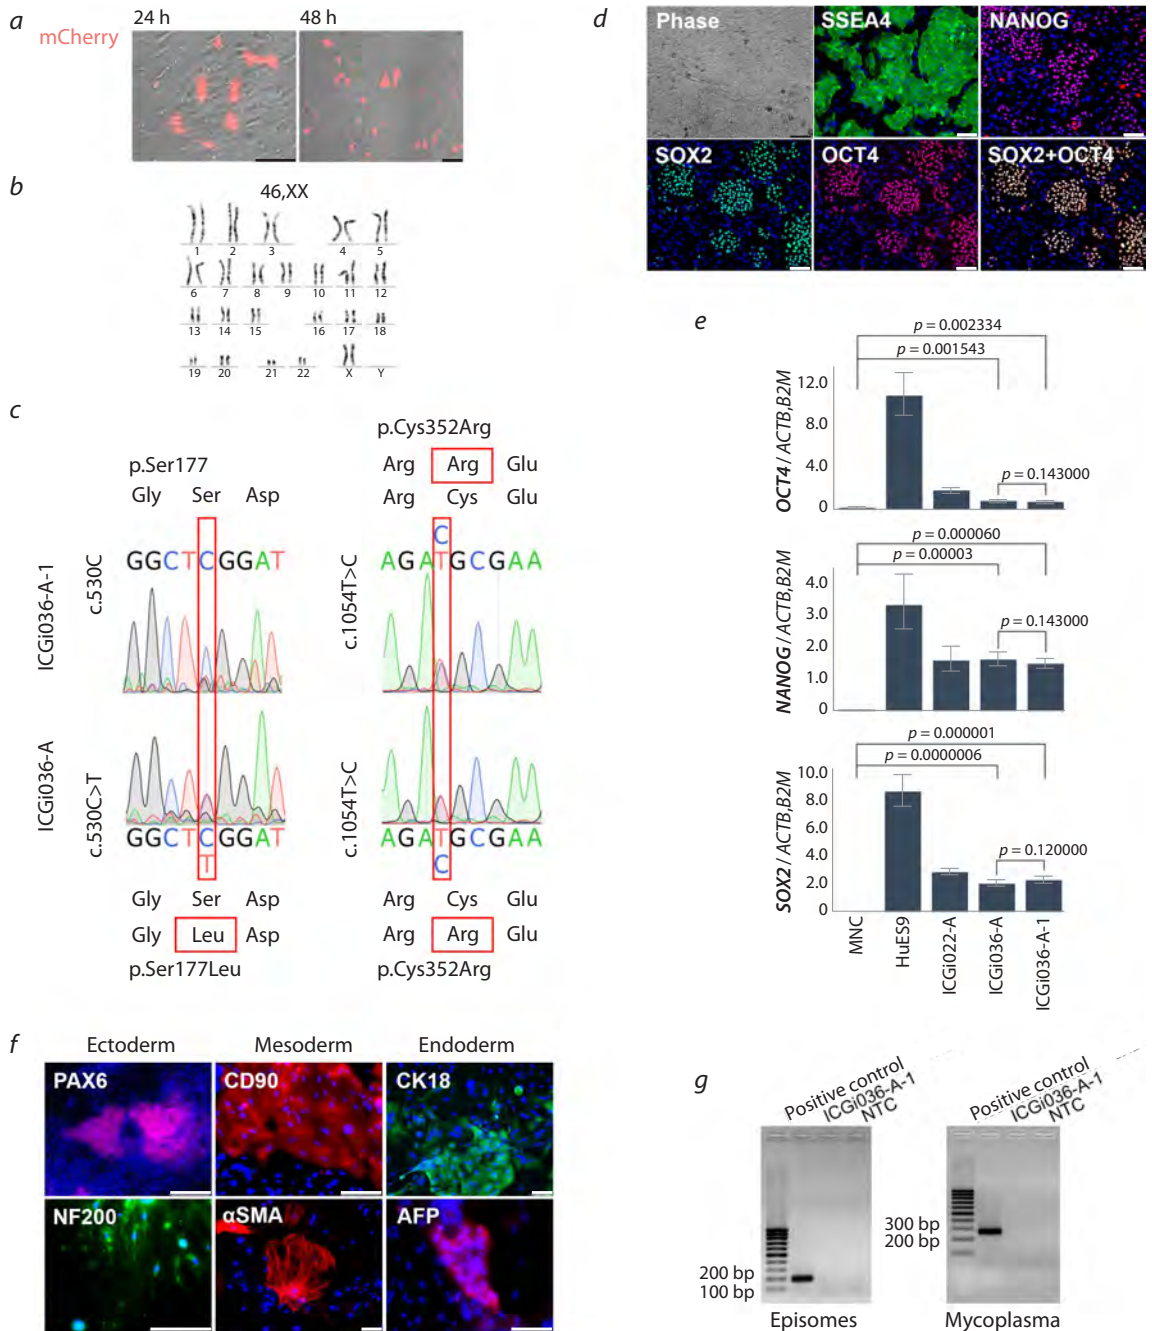 a
24 h 48 h
mCherry
b
46,XX
1 2 3 4 5
6 7 8 9 10 11 12
13 14 15 16 17 18
19 20 21 22 X Y
c
p.Ser177
Gly Ser Asp
p.Cys352Arg
Arg Arg Glu
Arg Cys Glu
ICGi036-A-1
c.530C
GGCTCGGAT
c.1054T>C
C
AGATGCGAA
ICGi036-A
c.530C>T
GGCTCGGAT
T
c.1054T>C
AGATGCGAA
C
Gly Ser Asp
Gly Leu Asp
p.Ser177Leu
Arg Cys Glu
Arg Arg Glu
p.Cys352Arg
d
Phase SSEA4 NANOG
SOX2 OCT4 SOX2+OCT4
e
p = 0.002334
p = 0.001543
p = 0.143000
OCT4 / ACTB,B2M
12.0
8.0
4.0
0
p = 0.000060
p = 0.00003
p = 0.143000
NANOG / ACTB,B2M
4.0
3.0
2.0
1.0
0
p = 0.000001
p = 0.0000006
p = 0.120000
SOX2 / ACTB,B2M
10.0
8.0
6.0
4.0
2.0
0
MNC
HuES9
ICGi022-A
ICGi036-A
ICGi036-A-1
f
Ectoderm Mesoderm Endoderm
PAX6 CD90 CK18
NF200 αSMA AFP
g
Positive control
ICGi036-A-1
NTC
200 bp
100 bp
Episomes
Positive control
ICGi036-A-1
NTC
300 bp
200 bp
Mycoplasma